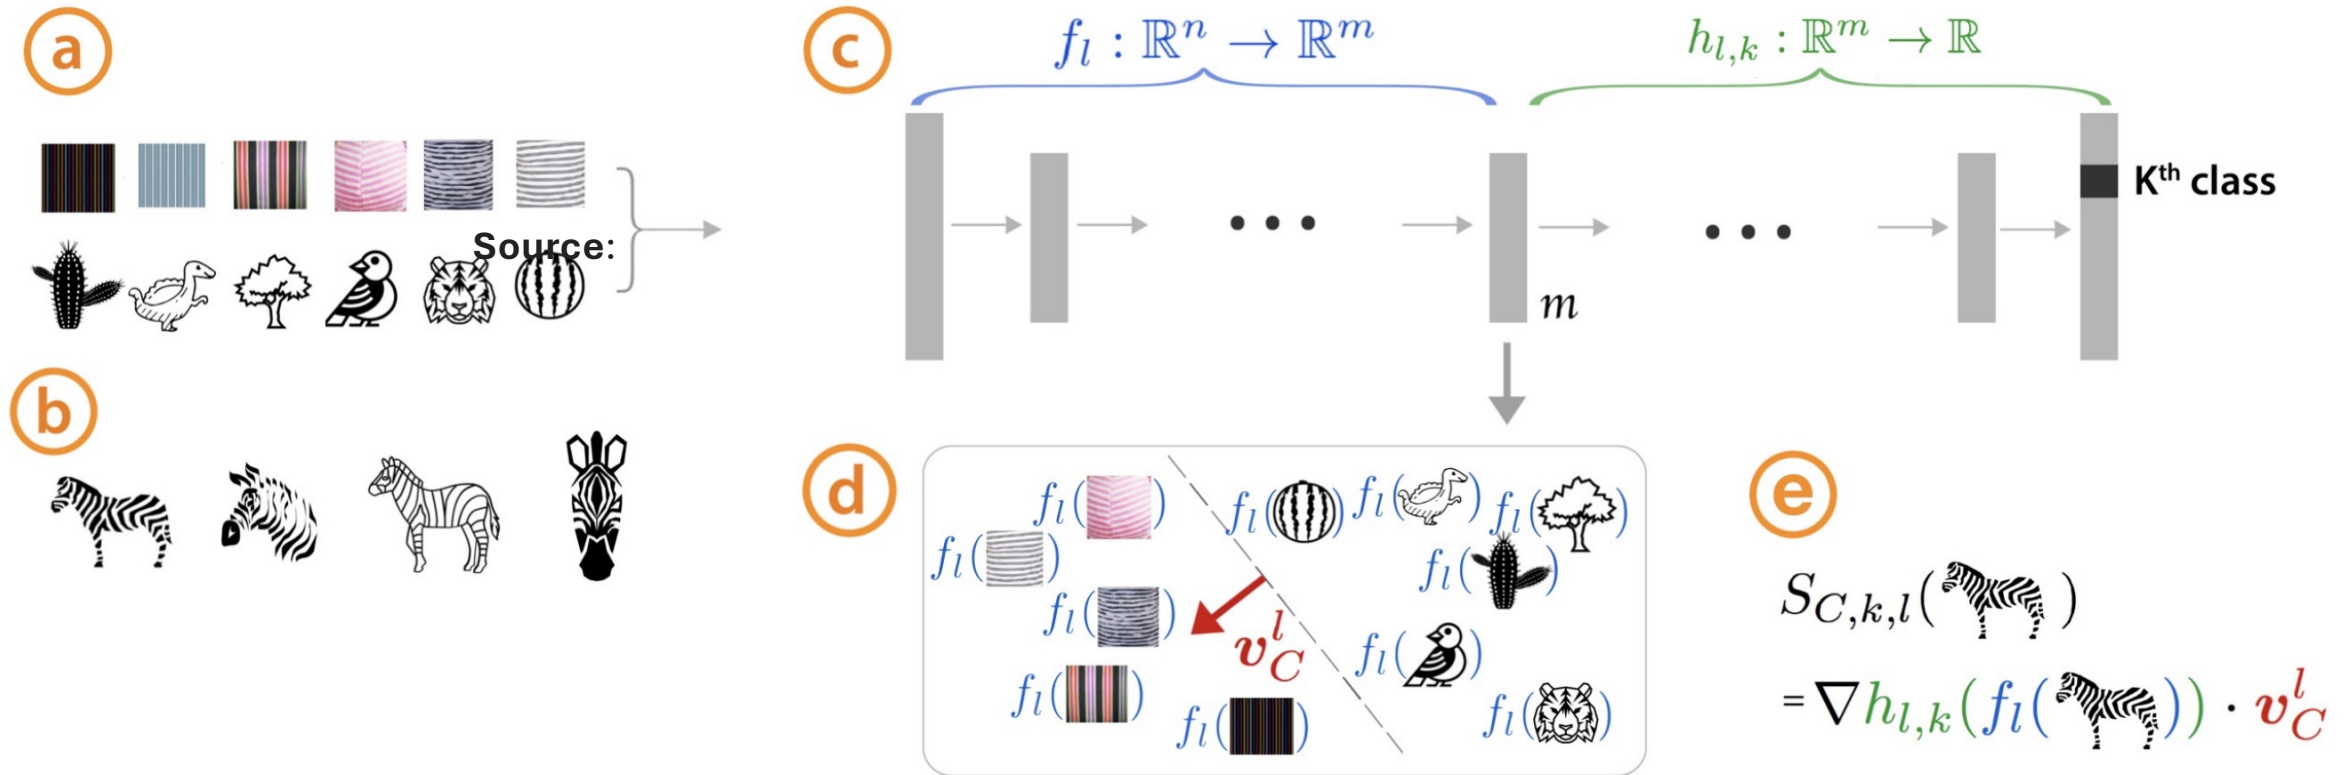 a
Source:
b
c
f_l : ℝ^n → ℝ^m
h_{l,k} : ℝ^m → ℝ
K^th class
m
d
f_l( )
f_l( )
f_l( )
f_l( )
f_l( )
f_l( )
f_l( )
f_l( )
f_l( )
f_l( )
f_l( )
v_C^l
e
S_{C,k,l}( )
= ∇h_{l,k}(f_l( )) · v_C^l